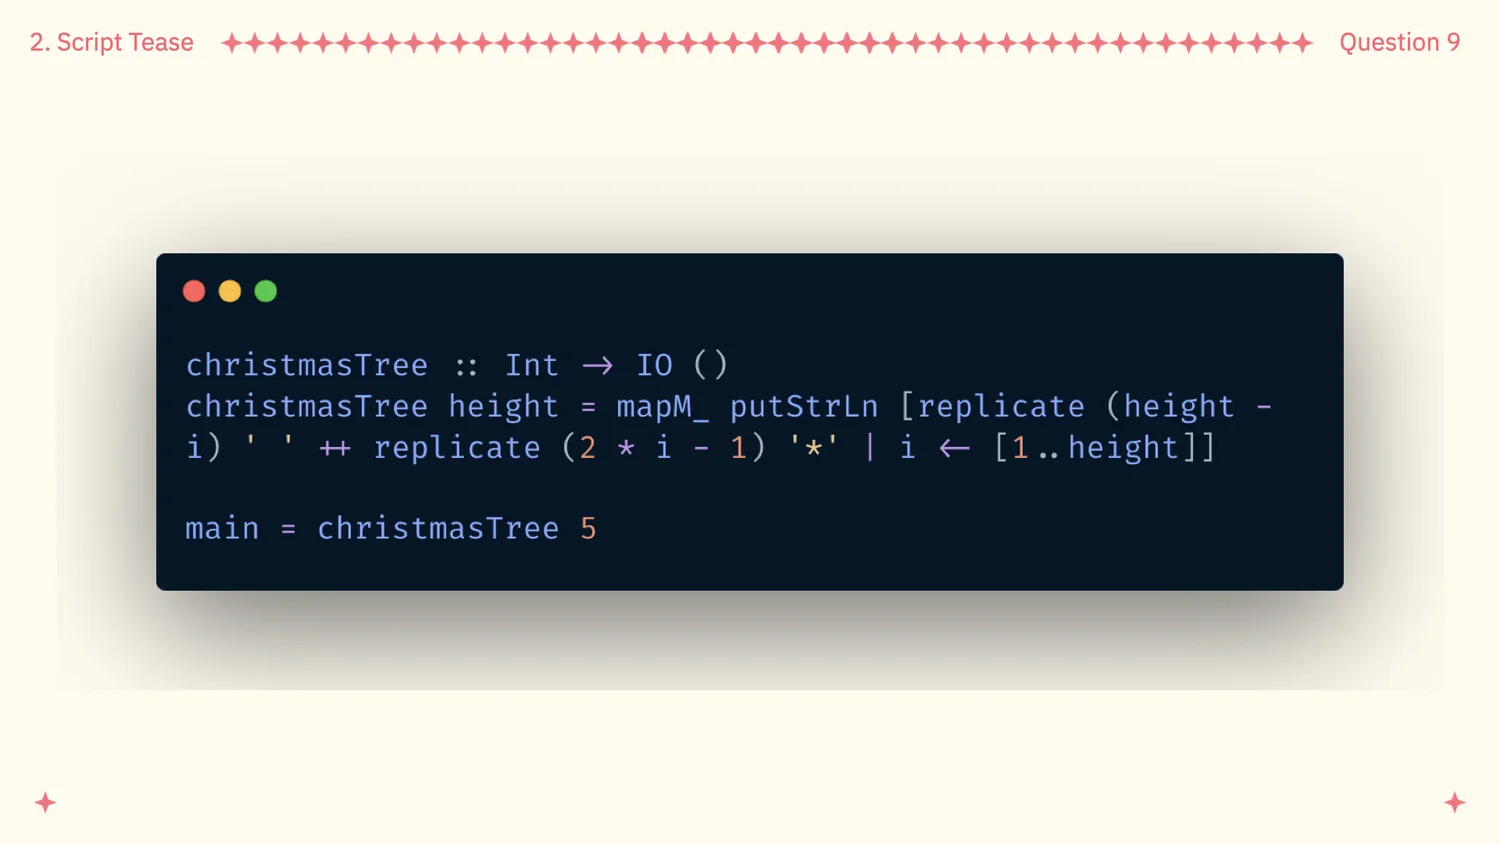 2. Script Tease
Question 9
christmasTree :: Int -> IO ()
christmasTree height = mapM_ putStrLn [replicate (height -
i) ' ' ++ replicate (2 * i - 1) '*' | i <- [1..height]]
main = christmasTree 5